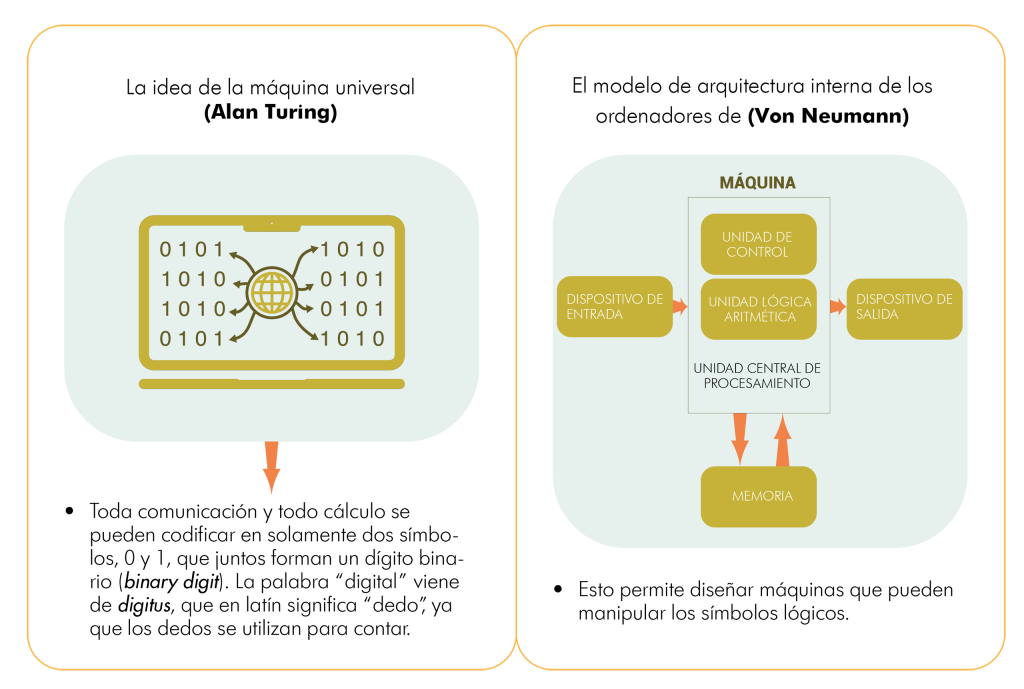 La idea de la máquina universal
(Alan Turing)
0 1 0 1
1 0 1 0
1 0 1 0
0 1 0 1
1 0 1 0
0 1 0 1
0 1 0 1
1 0 1 0
• Toda comunicación y todo cálculo se
pueden codificar en solamente dos símbo-
los, 0 y 1, que juntos forman un dígito bina-
rio (binary digit). La palabra “digital” viene
de digitus, que en latín significa “dedo”, ya
que los dedos se utilizan para contar.
El modelo de arquitectura interna de los
ordenadores de (Von Neumann)
MÁQUINA
UNIDAD DE
CONTROL
DISPOSITIVO DE
ENTRADA
UNIDAD LÓGICA
ARITMÉTICA
DISPOSITIVO DE
SALIDA
UNIDAD CENTRAL DE
PROCESAMIENTO
MEMORIA
• Esto permite diseñar máquinas que pueden
manipular los símbolos lógicos.